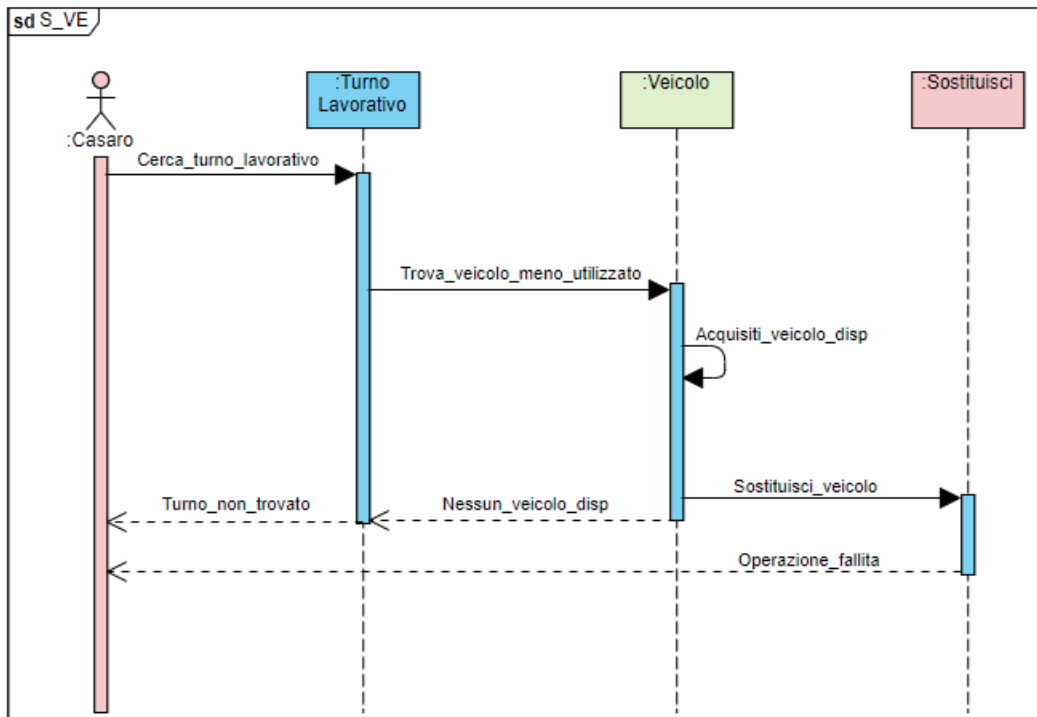 sd S_VE
:Turno
Lavorativo
:Veicolo
:Sostituisci
:Casaro
Cerca_turno_lavorativo
Trova_veicolo_meno_utilizzato
Acquisiti_veicolo_disp
Sostituisci_veicolo
Turno_non_trovato
Nessun_veicolo_disp
Operazione_fallita